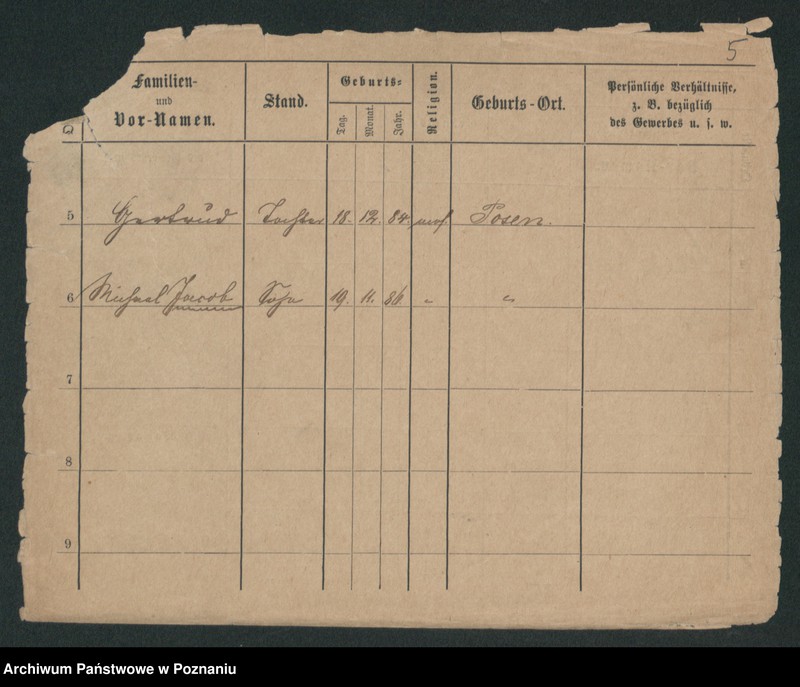 5
Familien-
und
Vor-Namen.
Stand.
Geburts-
Tag.
Monat.
Jahr.
Religion.
Geburts-Ort.
Persönliche Verhältnisse,
z. B. bezüglich
des Gewerbes u. s. w.
5 Gertrud Tochter 18. 12. 84. mos. Posen.
6 Michael Jacob Sohn 19. 11. 86 " "
7
8
9
Archiwum Państwowe w Poznaniu